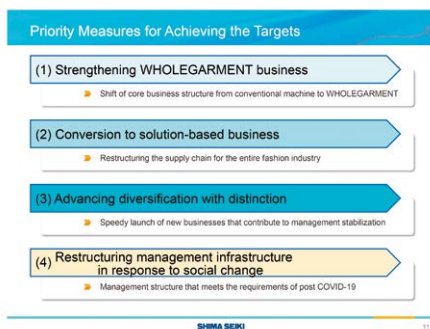 Priority Measures for Achieving the Targets
(1) Strengthening WHOLEGARMENT business
Shift of core business structure from conventional machine to WHOLEGARMENT
(2) Conversion to solution-based business
Restructuring the supply chain for the entire fashion industry
(3) Advancing diversification with distinction
Speedy launch of new businesses that contribute to management stabilization
(4) Restructuring management infrastructure
in response to social change
Management structure that meets the requirements of post COVID-19
SHIMA SEIKI
11